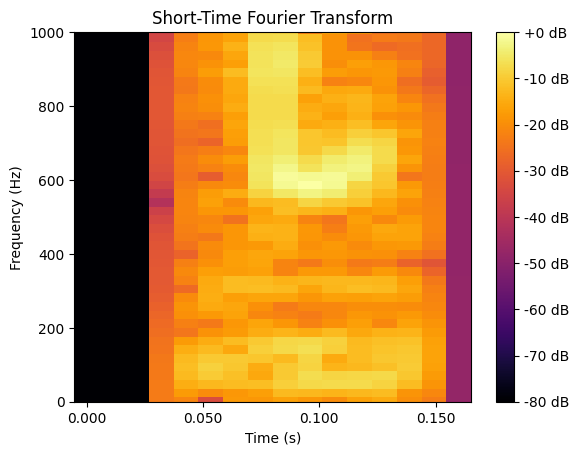 Short-Time Fourier Transform
Frequency (Hz)
1000
800
600
400
200
0
0.000
0.050
0.100
0.150
Time (s)
+0 dB
-10 dB
-20 dB
-30 dB
-40 dB
-50 dB
-60 dB
-70 dB
-80 dB